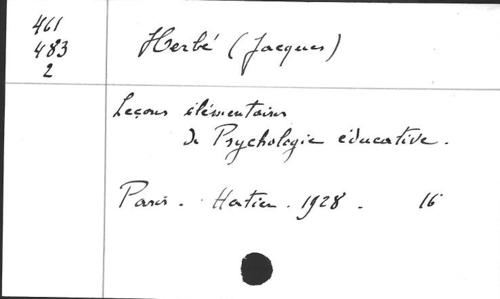 461
483
2
Herbé (Jacques)
Leçons élémentaires
de Psychologie éducative.
Paris. Hatier. 1928. 16